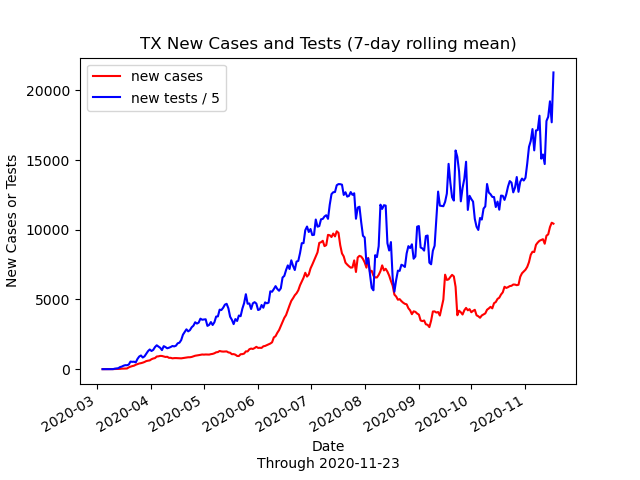 TX New Cases and Tests (7-day rolling mean)
new cases
new tests / 5
20000
15000
10000
5000
0
New Cases or Tests
2020-03
2020-04
2020-05
2020-06
2020-07
2020-08
2020-09
2020-10
2020-11
Date
Through 2020-11-23